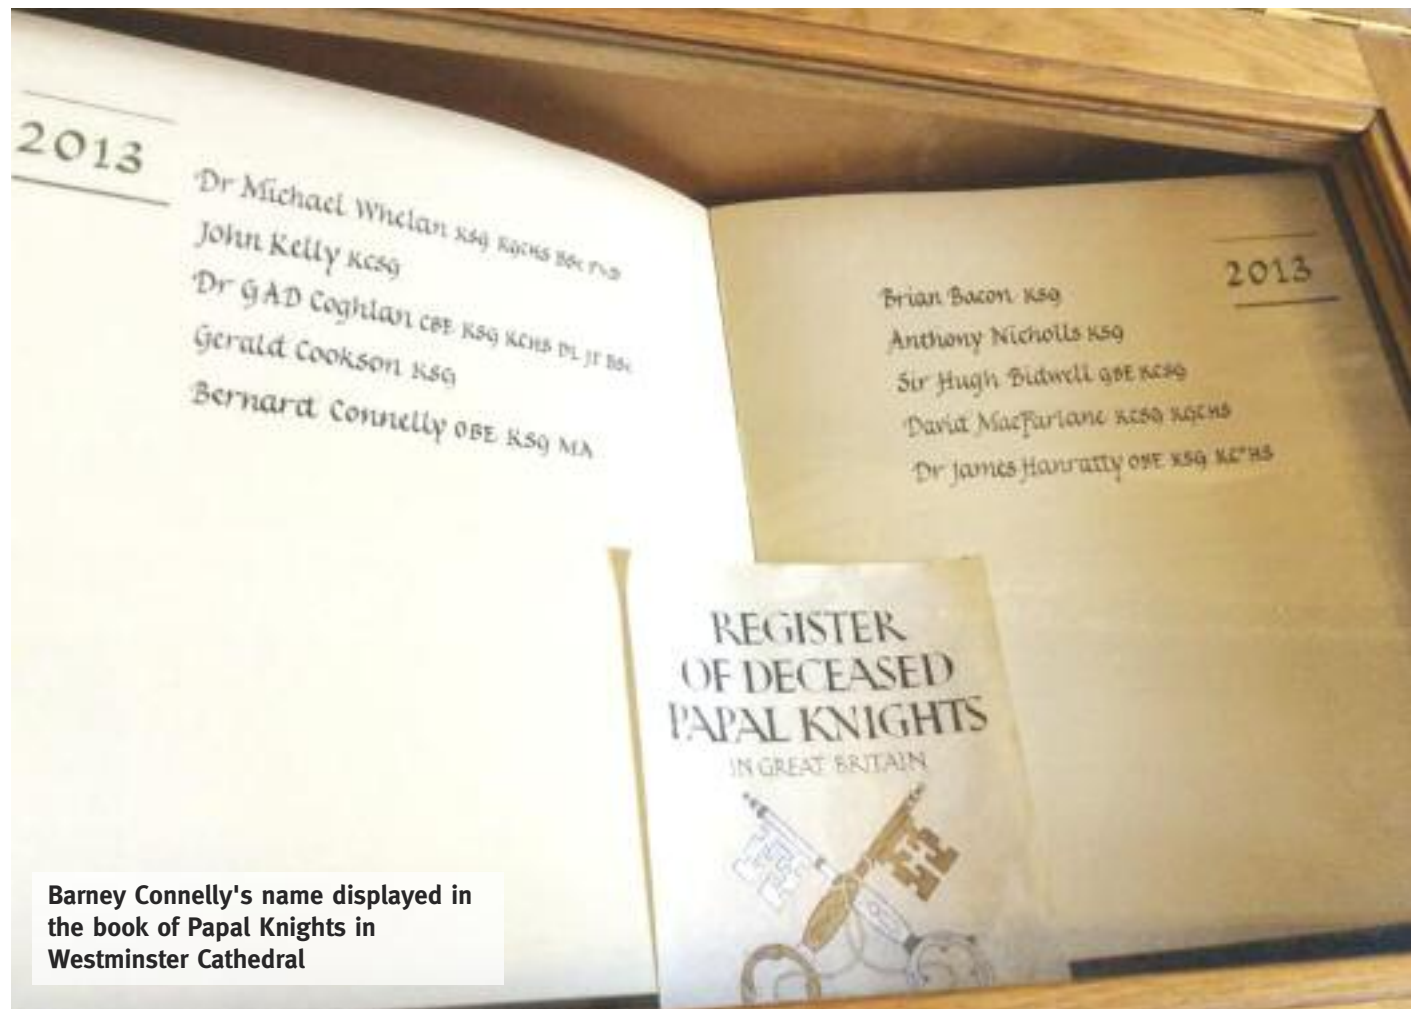 2013
Dr Michael Whelan KSG KGCHS BSc PhD
John Kelly KCSG
Dr GAD Coghlan CBE KSG KCHS DL JP BSc
Gerald Cookson KSG
Bernard Connelly OBE KSG MA
2013
Brian Bacon KSG
Anthony Nicholls KSG
Sir Hugh Bidwell GBE KCSG
David MacFarlane KCSG KGCHS
Dr James Hanratty OBE KSG KC*HS
REGISTER
OF DECEASED
PAPAL KNIGHTS
IN GREAT BRITAIN
Barney Connelly's name displayed in
the book of Papal Knights in
Westminster Cathedral